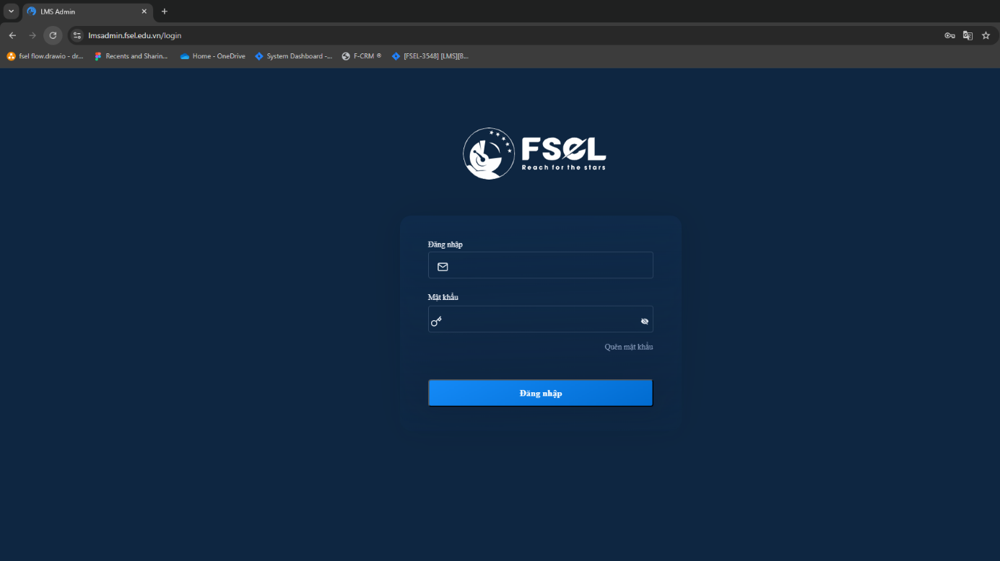 LMS Admin
lmsadmin.fsel.edu.vn/login
fsel flow.drawio - dr...
Recents and Sharin...
Home - OneDrive
System Dashboard -...
F-CRM ®
[FSEL-3548] [LMS][B...
FSEL
Reach for the stars
Đăng nhập
Mật khẩu
Quên mật khẩu
Đăng nhập